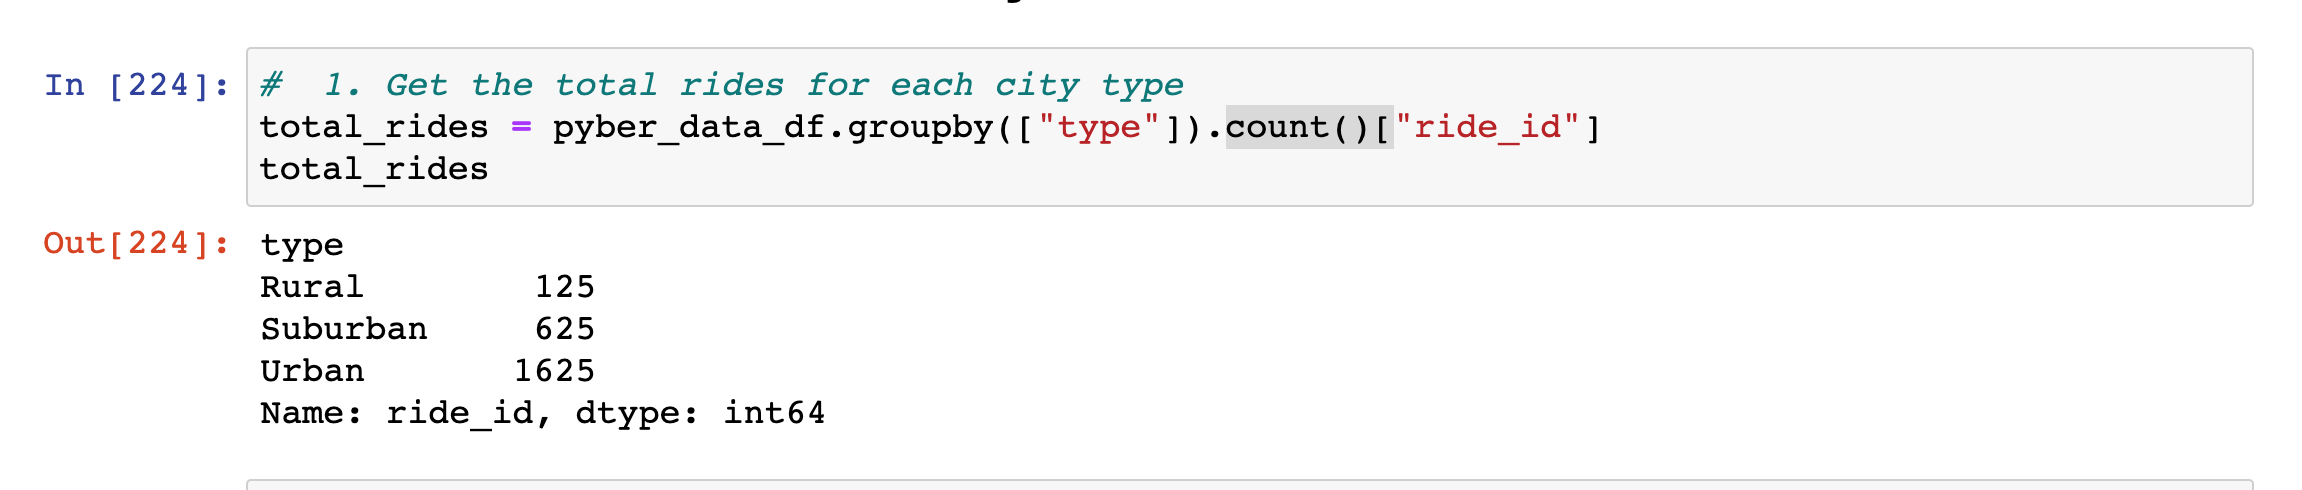 In [224]:
#  1. Get the total rides for each city type
total_rides = pyber_data_df.groupby(["type"]).count()["ride_id"]
total_rides
Out[224]:
type
Rural        125
Suburban     625
Urban       1625
Name: ride_id, dtype: int64